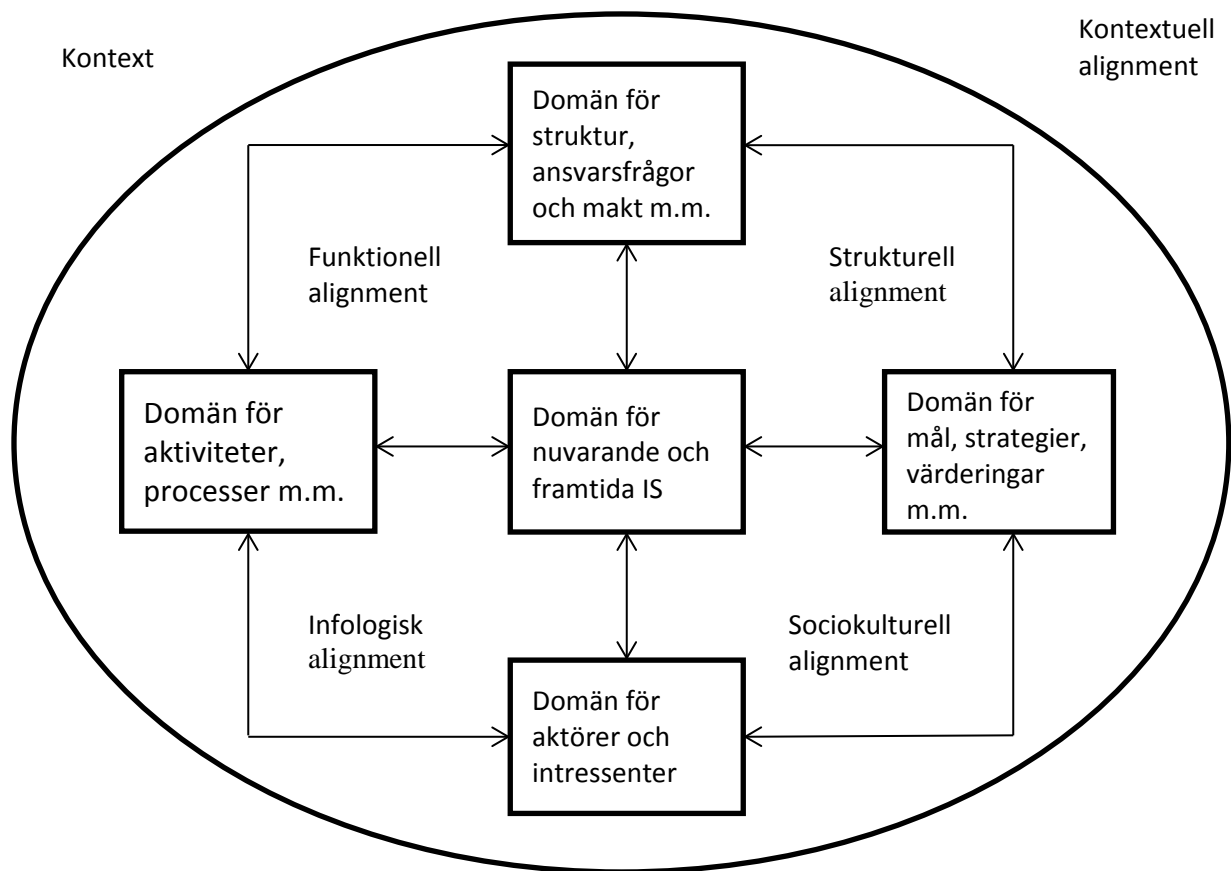 Kontext
Kontextuell
alignment
Domän för
struktur,
ansvarsfrågor
och makt m.m.
Funktionell
alignment
Strukturell
alignment
Domän för
aktiviteter,
processer m.m.
Domän för
nuvarande och
framtida IS
Domän för
mål, strategier,
värderingar
m.m.
Infologisk
alignment
Sociokulturell
alignment
Domän för
aktörer och
intressenter